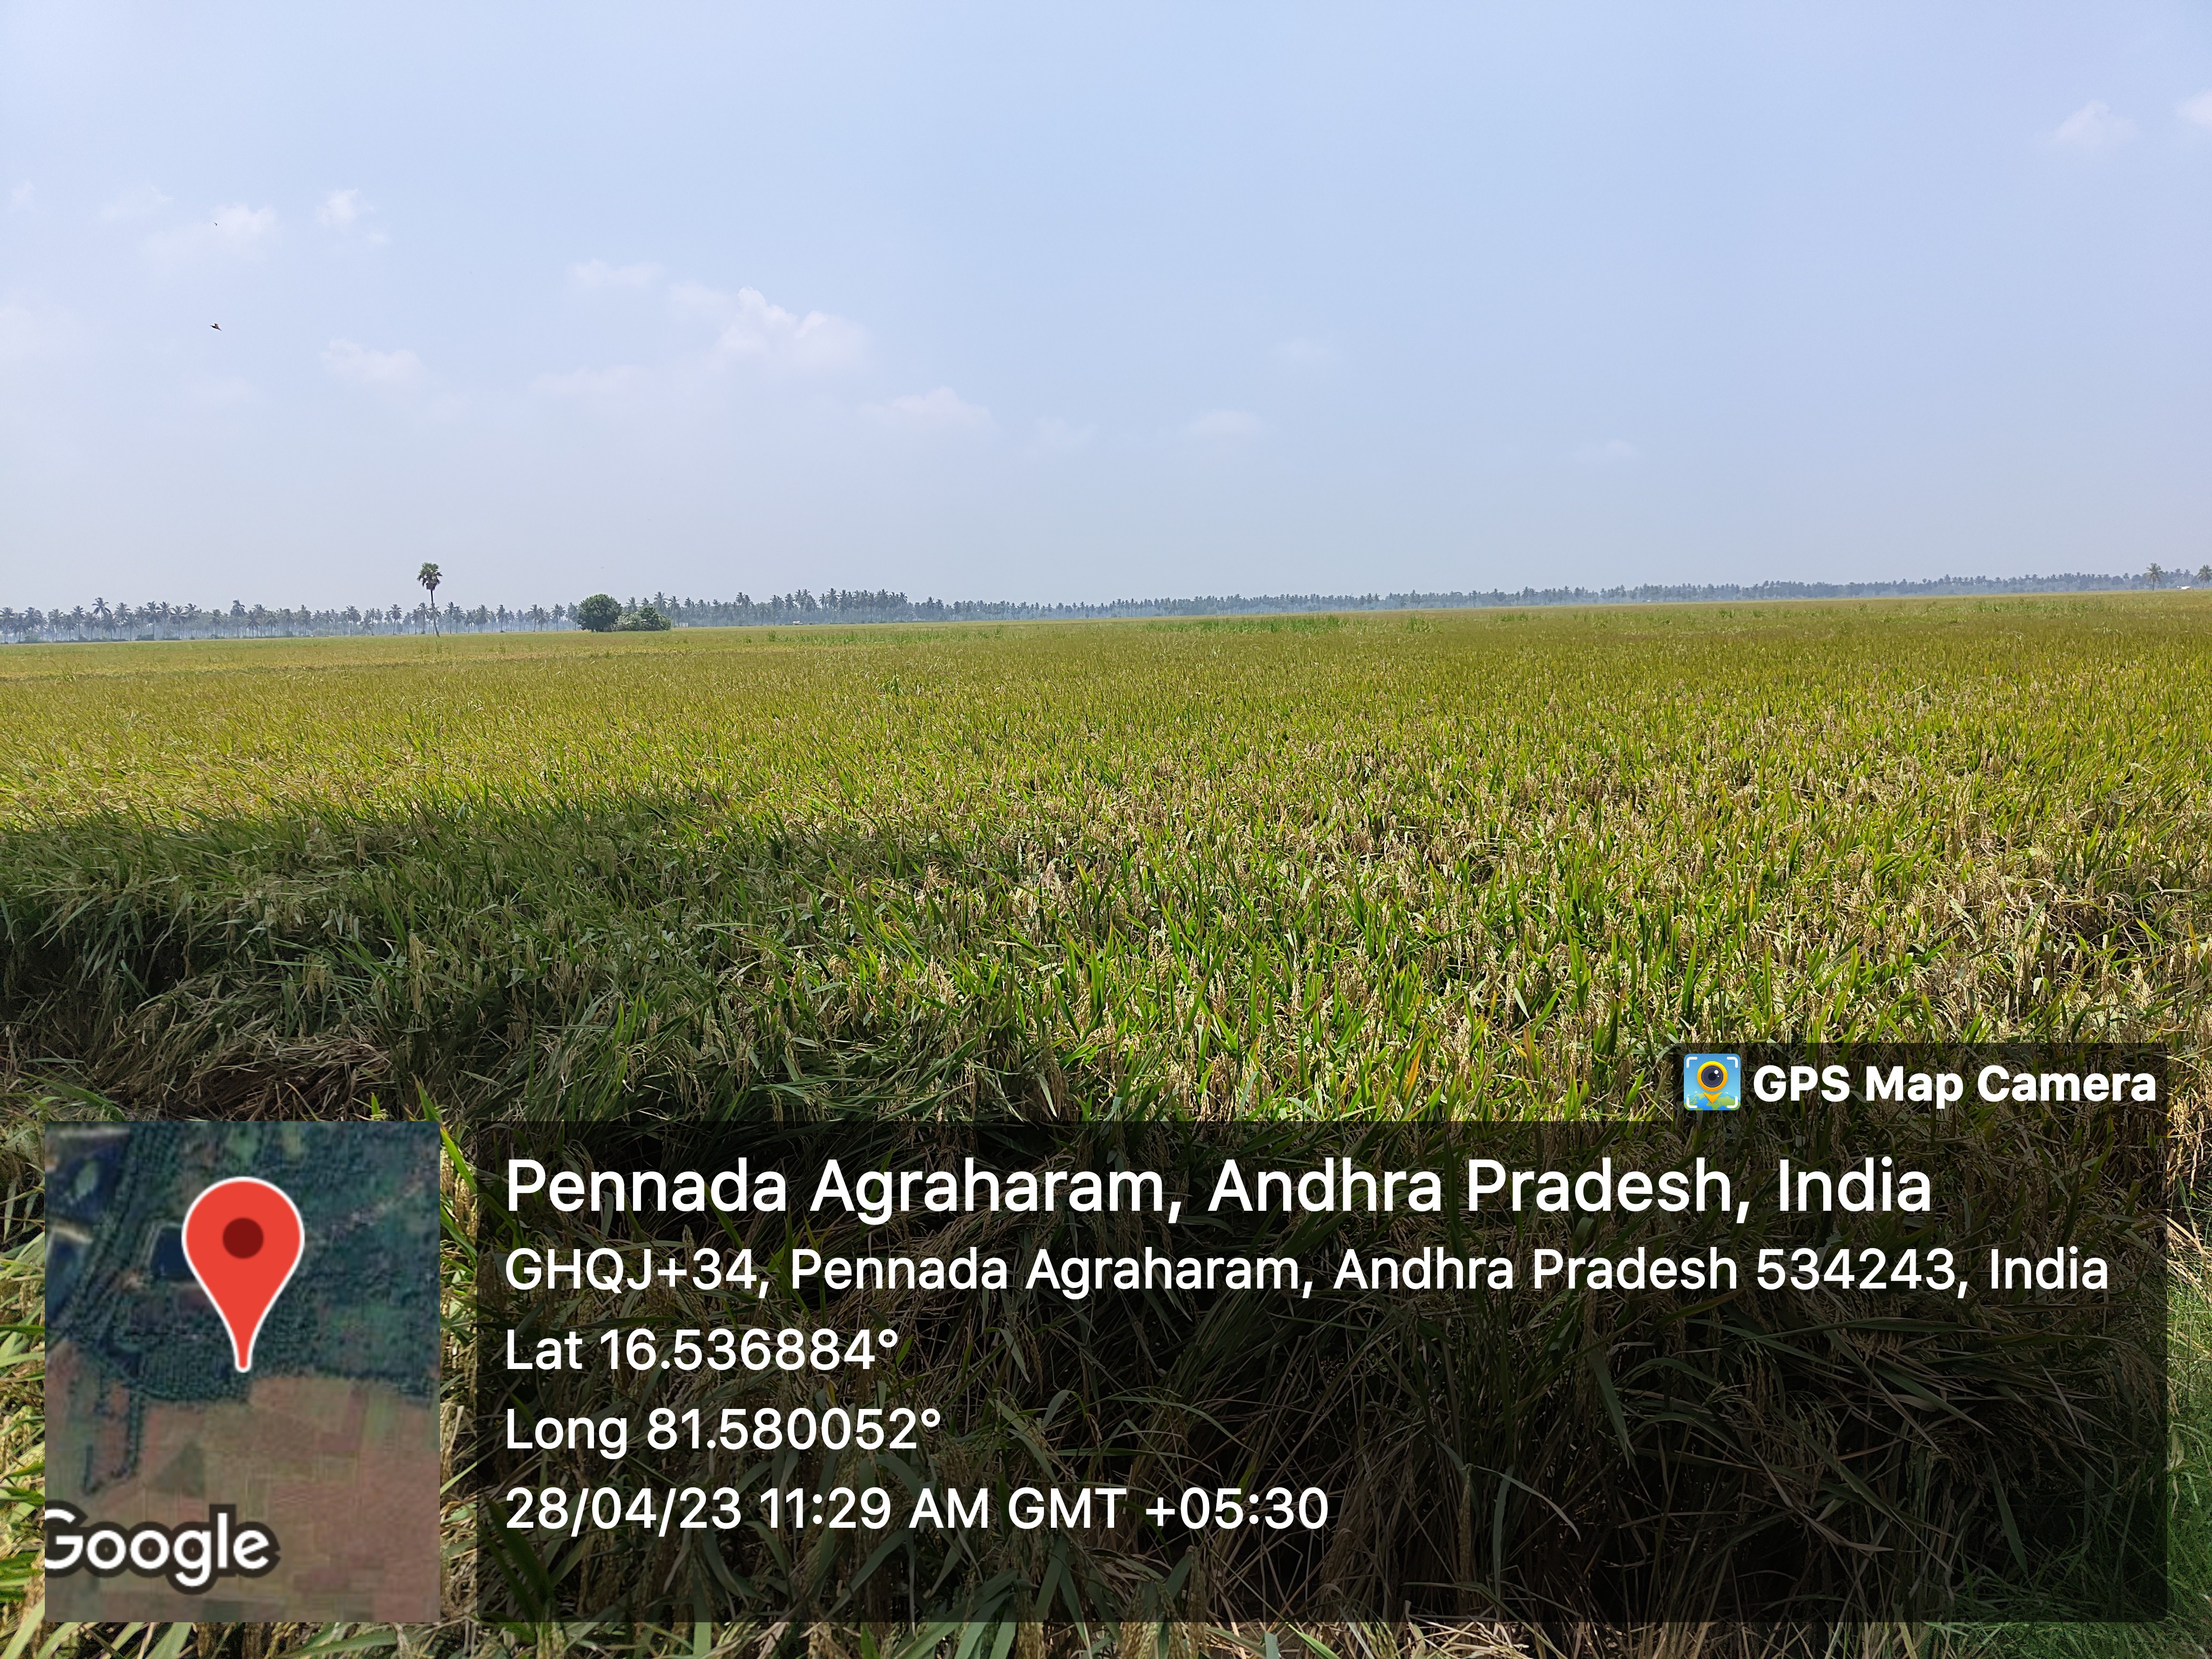 GPS Map Camera
Pennada Agraharam, Andhra Pradesh, India
GHQJ+34, Pennada Agraharam, Andhra Pradesh 534243, India
Lat 16.536884°
Long 81.580052°
28/04/23 11:29 AM GMT +05:30
Google